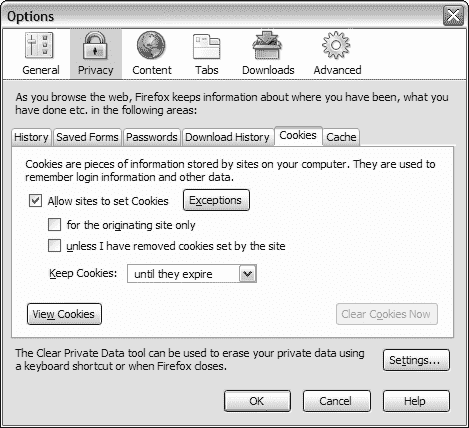 Options
General Privacy Content Tabs Downloads Advanced
As you browse the web, Firefox keeps information about where you have been, what you
have done etc. in the following areas:
History Saved Forms Passwords Download History Cookies Cache
Cookies are pieces of information stored by sites on your computer. They are used to
remember login information and other data.
Allow sites to set Cookies Exceptions
for the originating site only
unless I have removed cookies set by the site
Keep Cookies: until they expire
View Cookies Clear Cookies Now
The Clear Private Data tool can be used to erase your private data using
a keyboard shortcut or when Firefox closes.
Settings...
OK Cancel Help